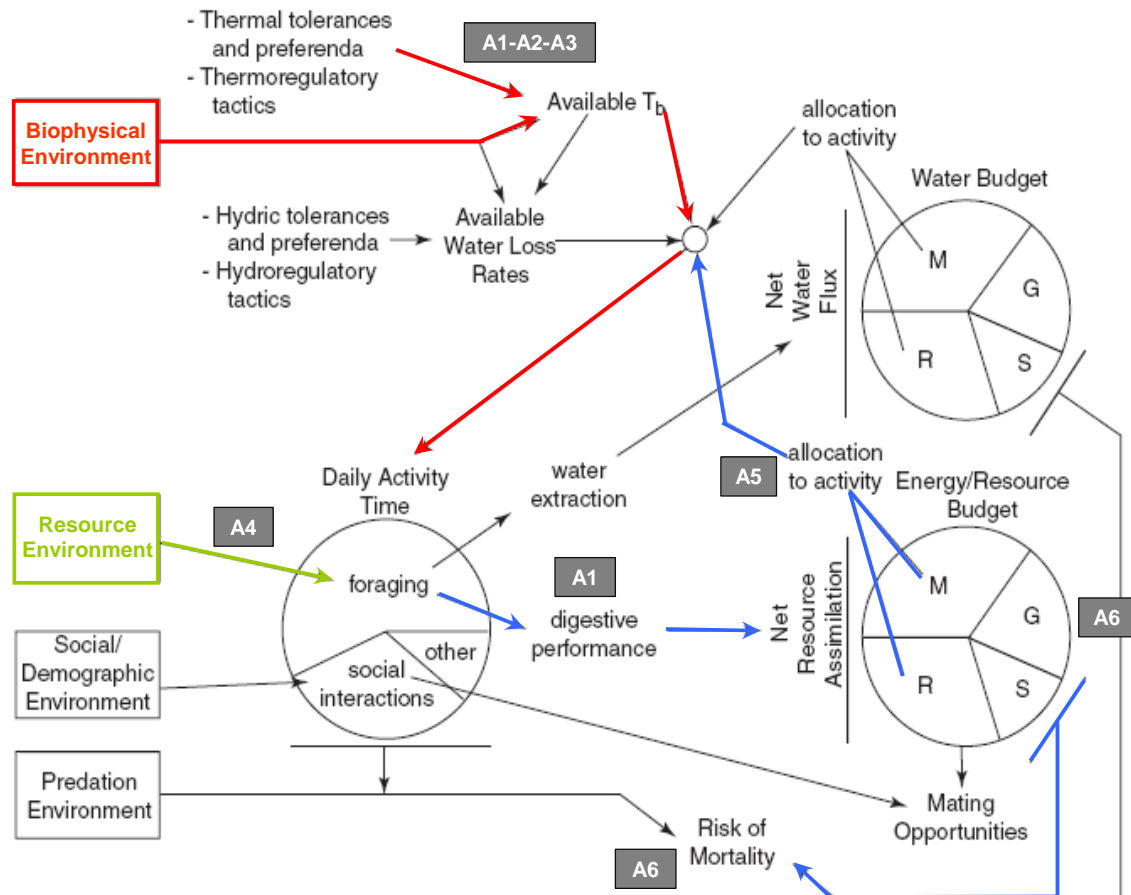 - Thermal tolerances
and preferenda
- Thermoregulatory
tactics
A1-A2-A3
Biophysical
Environment
Available Tb
allocation
to activity
Water Budget
- Hydric tolerances
and preferenda
- Hydroregulatory
tactics
Available
Water Loss
Rates
Net
Water
Flux
M
G
R
S
Daily Activity
Time
water
extraction
A5
allocation
to activity
Energy/Resource
Budget
Resource
Environment
A4
foraging
A1
digestive
performance
Net
Resource
Assimilation
M
G
R
S
A6
Social/
Demographic
Environment
other
social
interactions
Predation
Environment
Risk of
Mortality
A6
Mating
Opportunities